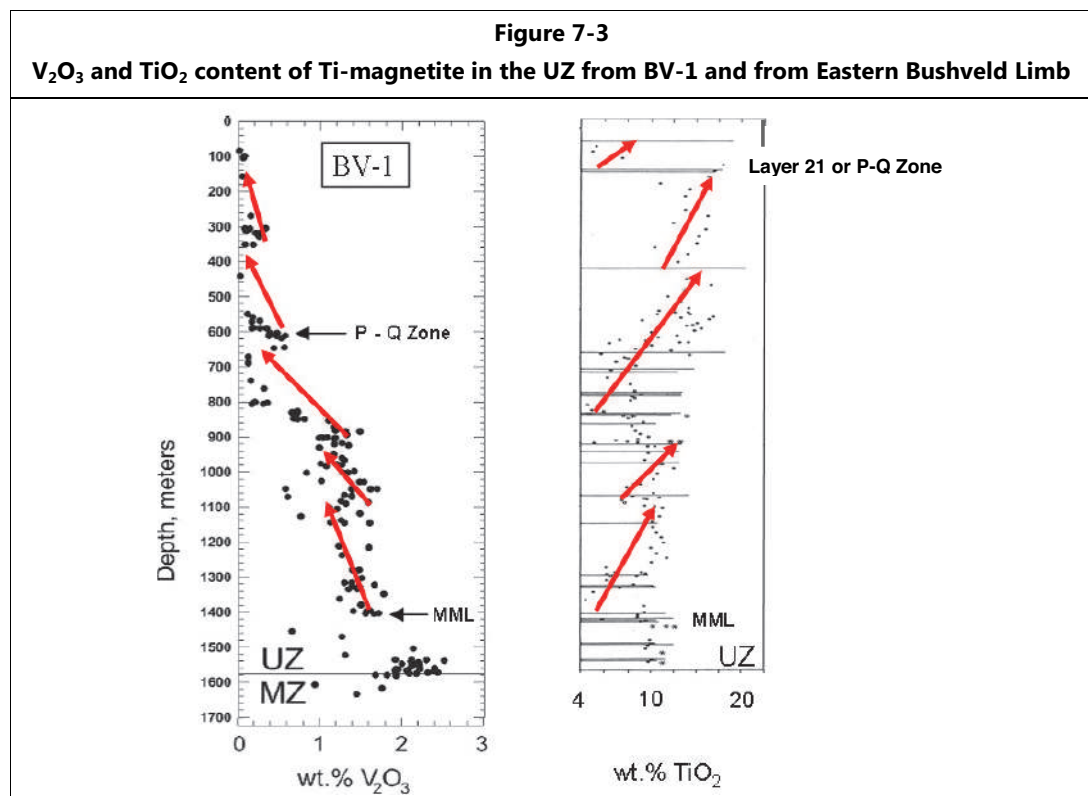 Figure 7-3
V₂O₃ and TiO₂ content of Ti-magnetite in the UZ from BV-1 and from Eastern Bushveld Limb
0
100
200
300
400
500
600
700
800
900
1000
1100
1200
1300
1400
1500
1600
1700
Depth, meters
BV-1
P - Q Zone
MML
UZ
MZ
0 1 2 3
wt.% V₂O₃
Layer 21 or P-Q Zone
MML
UZ
4 10 20
wt.% TiO₂